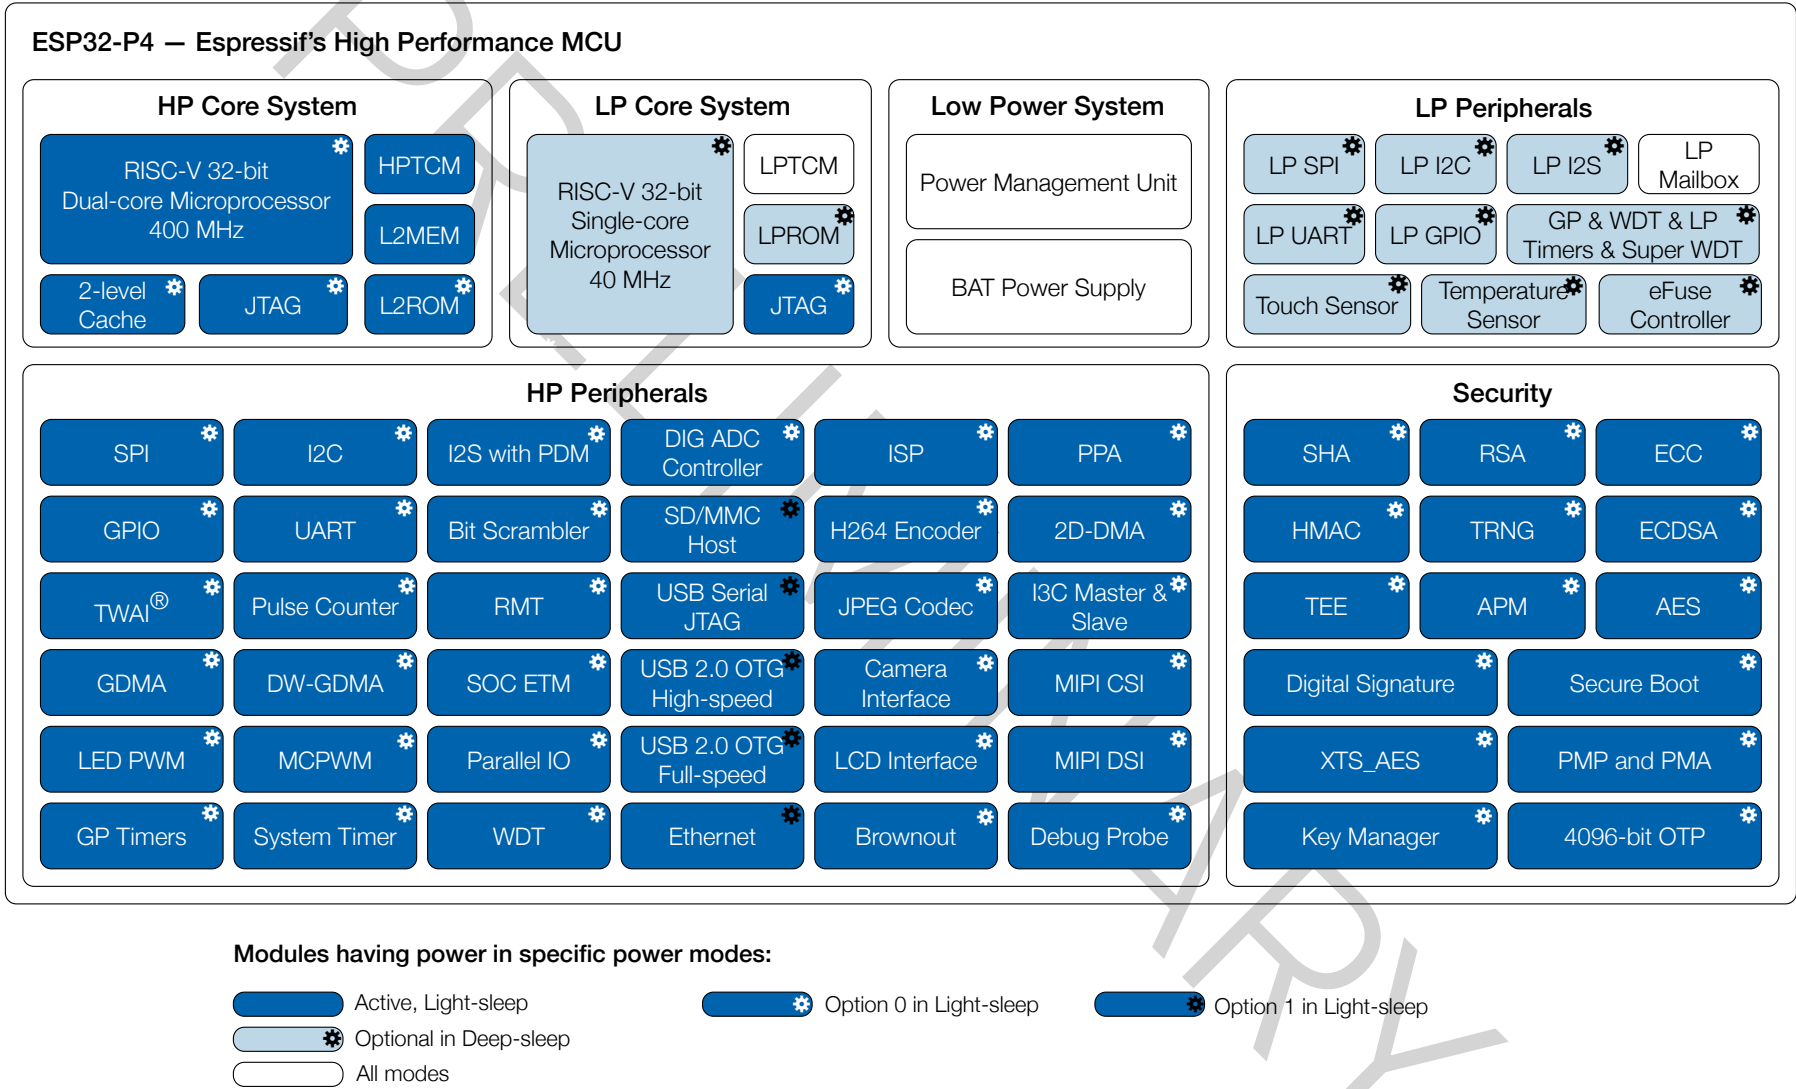 ESP32-P4 — Espressif's High Performance MCU
HP Core System
RISC-V 32-bit
Dual-core Microprocessor
400 MHz
HPTCM
L2MEM
2-level
Cache
JTAG
L2ROM
LP Core System
RISC-V 32-bit
Single-core
Microprocessor
40 MHz
LPTCM
LPROM
JTAG
Low Power System
Power Management Unit
BAT Power Supply
LP Peripherals
LP SPI
LP I2C
LP I2S
LP
Mailbox
LP UART
LP GPIO
GP & WDT & LP
Timers & Super WDT
Touch Sensor
Temperature
Sensor
eFuse
Controller
HP Peripherals
SPI
I2C
I2S with PDM
DIG ADC
Controller
ISP
PPA
GPIO
UART
Bit Scrambler
SD/MMC
Host
H264 Encoder
2D-DMA
TWAI®
Pulse Counter
RMT
USB Serial
JTAG
JPEG Codec
I3C Master &
Slave
GDMA
DW-GDMA
SOC ETM
USB 2.0 OTG
High-speed
Camera
Interface
MIPI CSI
LED PWM
MCPWM
Parallel IO
USB 2.0 OTG
Full-speed
LCD Interface
MIPI DSI
GP Timers
System Timer
WDT
Ethernet
Brownout
Debug Probe
Security
SHA
RSA
ECC
HMAC
TRNG
ECDSA
TEE
APM
AES
Digital Signature
Secure Boot
XTS_AES
PMP and PMA
Key Manager
4096-bit OTP
PRELIMINARY
Modules having power in specific power modes:
Active, Light-sleep
Option 0 in Light-sleep
Option 1 in Light-sleep
Optional in Deep-sleep
All modes